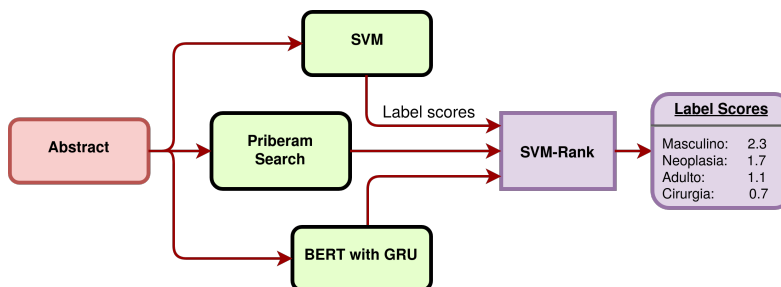 SVM
Label scores
Abstract
Priberam
Search
SVM-Rank
BERT with GRU
Label Scores
Masculino: 2.3
Neoplasia: 1.7
Adulto: 1.1
Cirurgia: 0.7